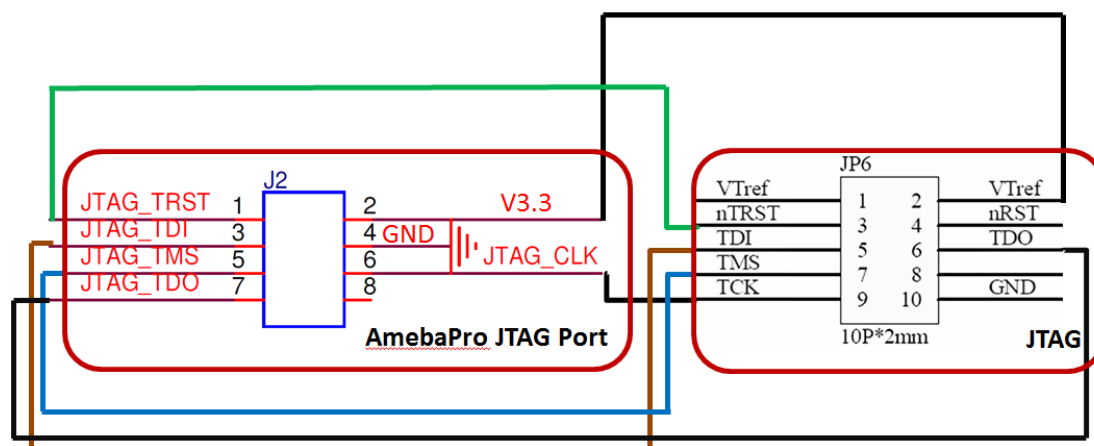 J2
JTAG_TRST 1 2 V3.3
JTAG_TDI 3 4 GND
JTAG_TMS 5 6 JTAG_CLK
JTAG_TDO 7 8
AmebaPro JTAG Port
JP6
VTref 1 2 VTref
nTRST 3 4 nRST
TDI 5 6 TDO
TMS 7 8
TCK 9 10 GND
10P*2mm
JTAG